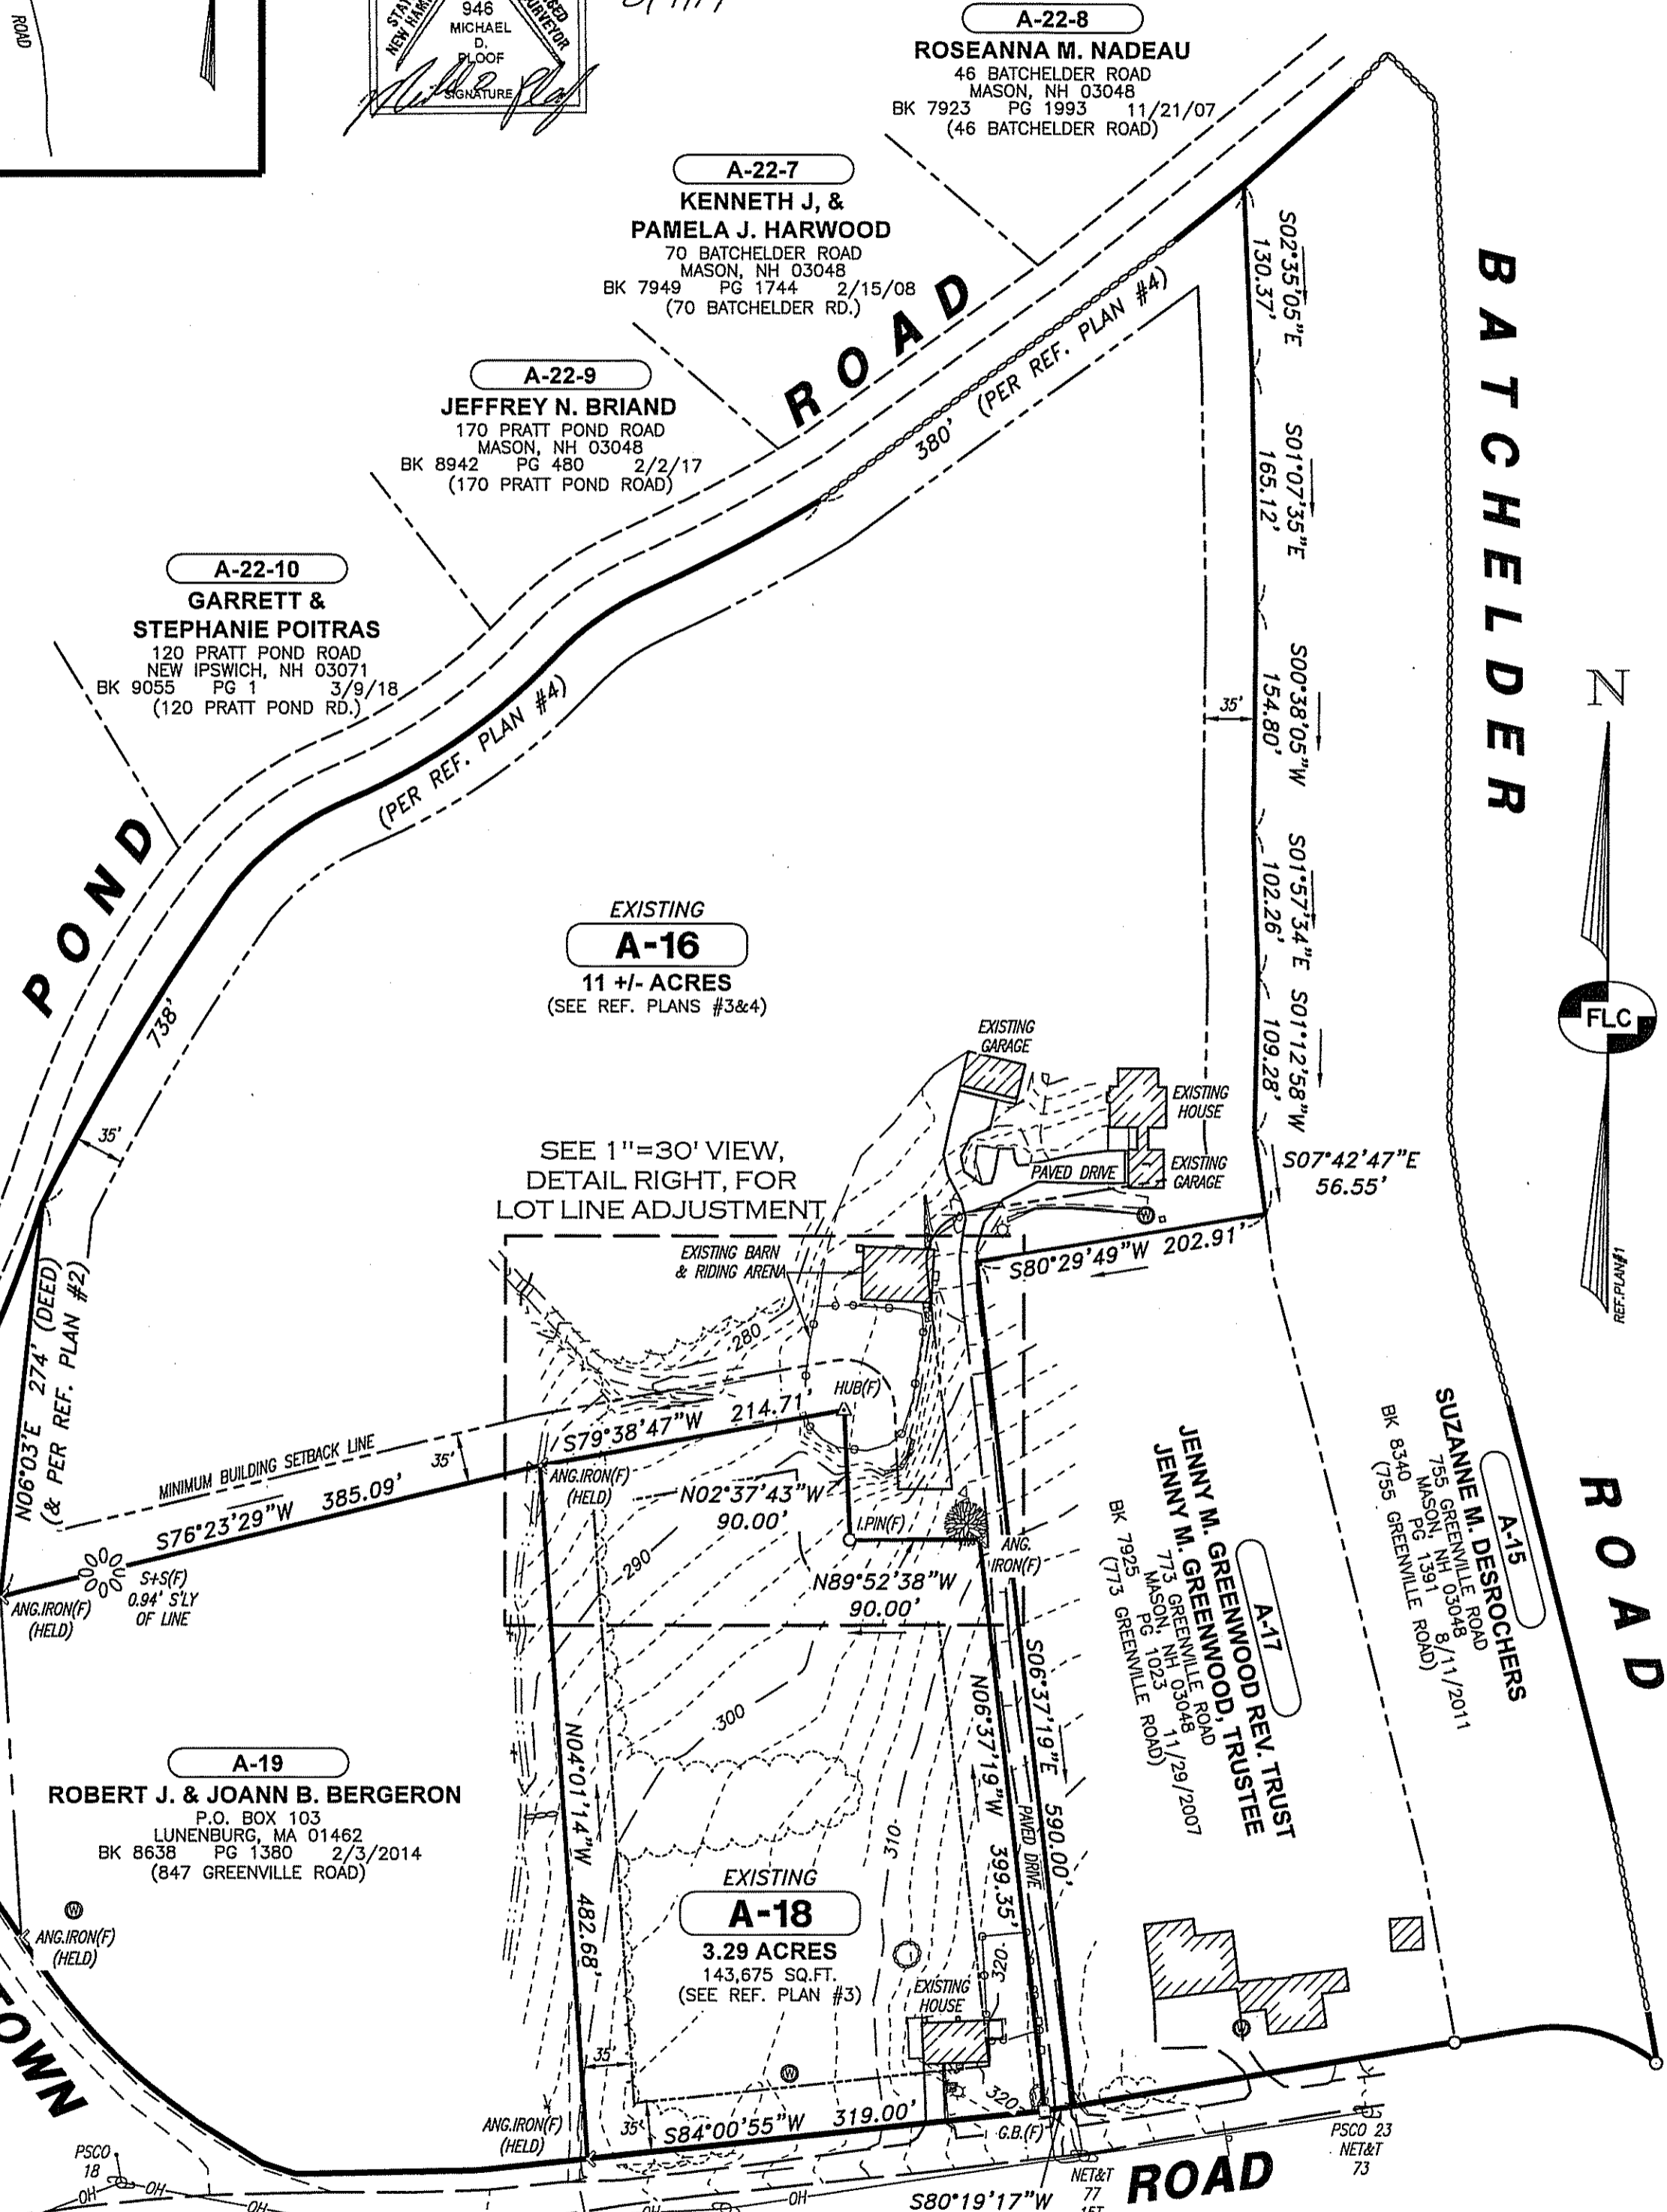 ROAD
STATE
NEW HAM
946
MICHAEL
D.
PLOOF
SIGNATURE
A-22-8
ROSEANNA M. NADEAU
46 BATCHELDER ROAD
MASON, NH 03048
BK 7923 PG 1993 11/21/07
(46 BATCHELDER ROAD)
A-22-7
KENNETH J, &
PAMELA J. HARWOOD
70 BATCHELDER ROAD
MASON, NH 03048
BK 7949 PG 1744 2/15/08
(70 BATCHELDER RD.)
A-22-9
JEFFREY N. BRIAND
170 PRATT POND ROAD
MASON, NH 03048
BK 8942 PG 480 2/2/17
(170 PRATT POND ROAD)
A-22-10
GARRETT &
STEPHANIE POITRAS
120 PRATT POND ROAD
NEW IPSWICH, NH 03071
BK 9055 PG 1 3/9/18
(120 PRATT POND RD.)
POND
ROAD
380' (PER REF. PLAN #4)
(PER REF. PLAN #4)
738'
35'
S02°35'05"E
130.37'
S01°07'35"E
165.12'
S00°38'05"W
154.80'
35'
S01°57'34"E
102.26'
S01°12'58"W
109.28'
S07°42'47"E
56.55'
BATCHELDER
ROAD
N
FLC
REF.PLAN#1
EXISTING
A-16
11 +/- ACRES
(SEE REF. PLANS #3&4)
EXISTING
GARAGE
EXISTING
HOUSE
EXISTING
GARAGE
PAVED DRIVE
W
SEE 1"=30' VIEW,
DETAIL RIGHT, FOR
LOT LINE ADJUSTMENT
S80°29'49"W 202.91'
EXISTING BARN
& RIDING ARENA
280
HUB(F)
S79°38'47"W 214.71'
N06°03'E 274' (DEED)
(& PER REF. PLAN #2)
MINIMUM BUILDING SETBACK LINE
35'
S76°23'29"W 385.09'
S+S(F)
0.94' S'LY
OF LINE
ANG.IRON(F)
(HELD)
ANG.IRON(F)
(HELD)
N02°37'43"W
90.00'
I.PIN(F)
ANG.
IRON(F)
290
N89°52'38"W
90.00'
300
310
S06°37'19"E 590.00'
N06°37'19"W 399.35'
PAVED DRIVE
N04°01'14"W 482.68'
A-17
JENNY M. GREENWOOD REV. TRUST
JENNY M. GREENWOOD, TRUSTEE
773 GREENVILLE ROAD
MASON, NH 03048
BK 7925 PG 1023 11/29/2007
(773 GREENVILLE ROAD)
A-15
SUZANNE M. DESROCHERS
755 GREENVILLE ROAD
MASON, NH 03048
BK 8340 PG 1391 8/11/2011
(755 GREENVILLE ROAD)
A-19
ROBERT J. & JOANN B. BERGERON
P.O. BOX 103
LUNENBURG, MA 01462
BK 8638 PG 1380 2/3/2014
(847 GREENVILLE ROAD)
W
ANG.IRON(F)
(HELD)
EXISTING
A-18
3.29 ACRES
143,675 SQ.FT.
(SEE REF. PLAN #3)
EXISTING
HOUSE
320
320
W
W
35'
35'
ANG.IRON(F)
(HELD)
S84°00'55"W 319.00'
G.B.(F)
TOWN
PSCO
18
OH
OH
OH
OH
OH
NET&T
77
S80°19'17"W
ROAD
PSCO 23
NET&T
73